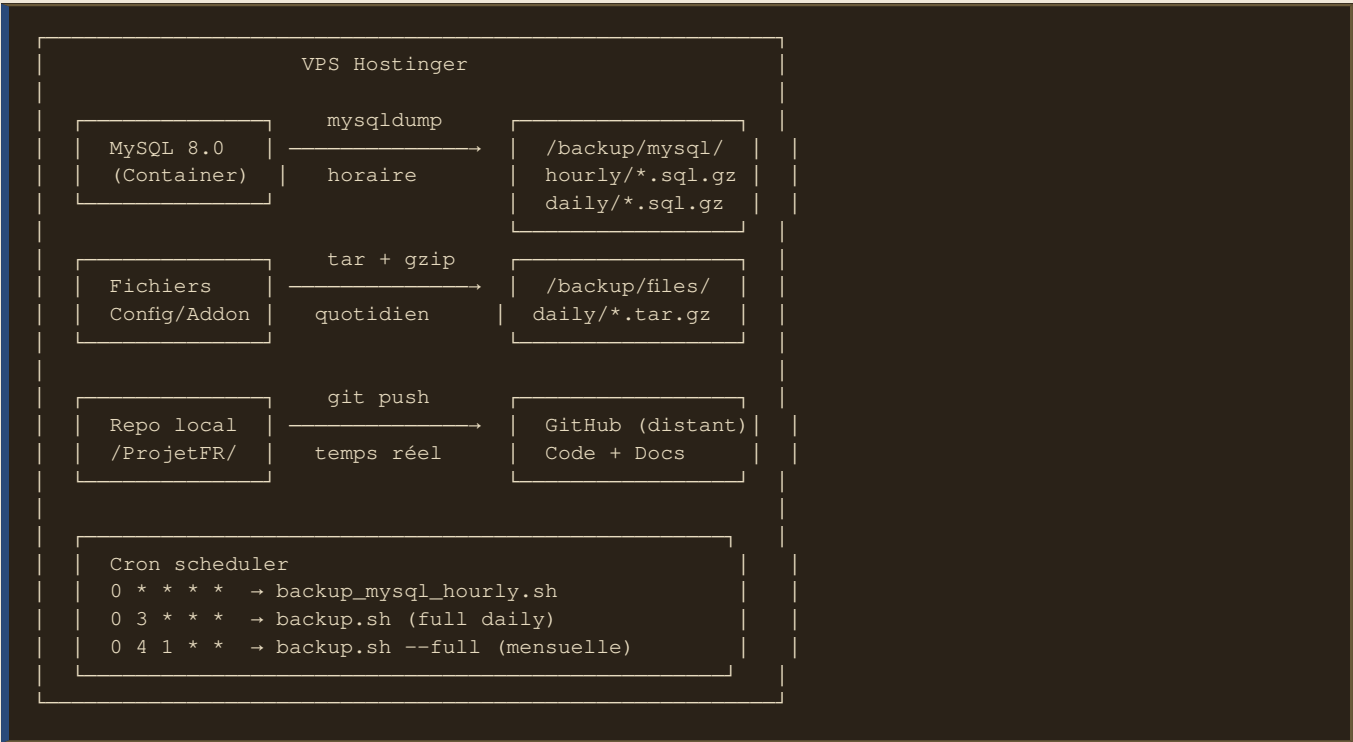 VPS Hostinger
mysqldump
MySQL 8.0 → /backup/mysql/
(Container) horaire hourly/*.sql.gz
daily/*.sql.gz
tar + gzip
Fichiers → /backup/files/
Config/Addon quotidien daily/*.tar.gz
git push
Repo local → GitHub (distant)
/ProjetFR/ temps réel Code + Docs
Cron scheduler
0 * * * * → backup_mysql_hourly.sh
0 3 * * * → backup.sh (full daily)
0 4 1 * * → backup.sh --full (mensuelle)